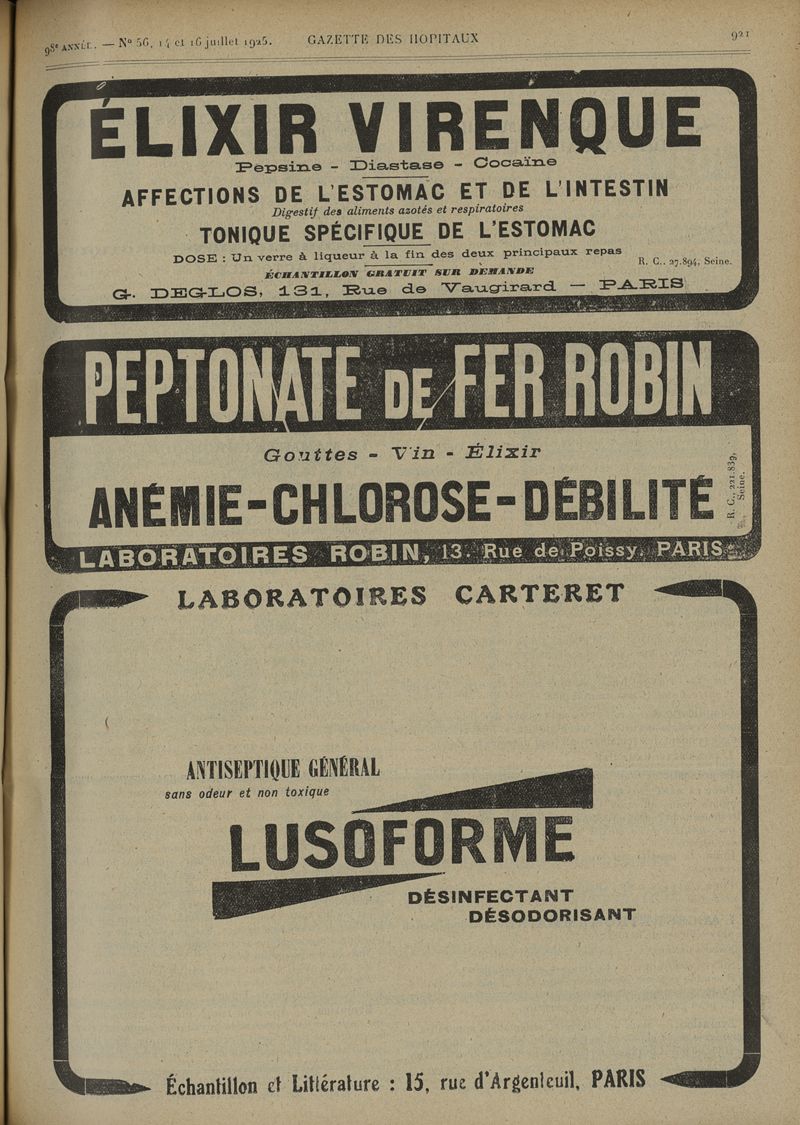 98e ANNÉE. — No 56, 14 et 16 juillet 1925. GAZETTE DES HOPITAUX 921
ÉLIXIR VIRENQUE
Pepsine - Diastase - Cocaïne
AFFECTIONS DE L'ESTOMAC ET DE L'INTESTIN
Digestif des aliments azotés et respiratoires
TONIQUE SPÉCIFIQUE DE L'ESTOMAC
DOSE : Un verre à liqueur à la fin des deux principaux repas
R. C.. 27.894, Seine.
ÉCHANTILLON GRATUIT SUR DEMANDE
G. DEGLOS, 131, Rue de Vaugirard — PARIS
PEPTONATE DE FER ROBIN
Gouttes - Vin - Élixir
ANÉMIE-CHLOROSE-DÉBILITÉ
R. C., 221.839, Seine.
LABORATOIRES ROBIN, 13. Rue de Poissy. PARIS
LABORATOIRES CARTERET
ANTISEPTIQUE GÉNÉRAL
sans odeur et non toxique
LUSOFORME
DÉSINFECTANT
DÉSODORISANT
Échantillon et Littérature : 15, rue d'Argenteuil, PARIS